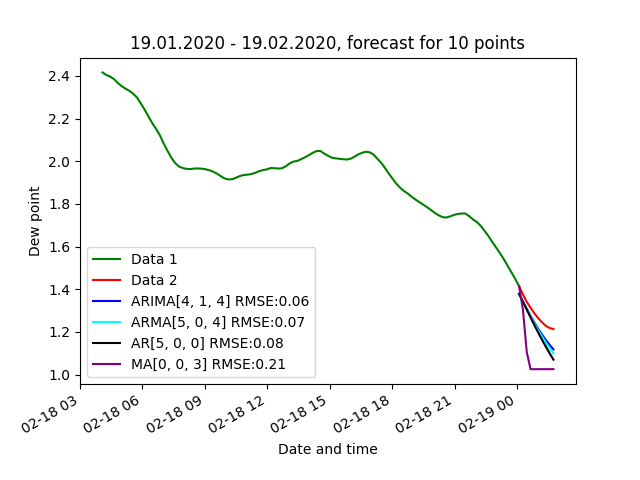 19.01.2020 - 19.02.2020, forecast for 10 points
2.4
2.2
2.0
1.8
1.6
1.4
1.2
1.0
Dew point
Data 1
Data 2
ARIMA[4, 1, 4] RMSE:0.06
ARMA[5, 0, 4] RMSE:0.07
AR[5, 0, 0] RMSE:0.08
MA[0, 0, 3] RMSE:0.21
02-18 03
02-18 06
02-18 09
02-18 12
02-18 15
02-18 18
02-18 21
02-19 00
Date and time